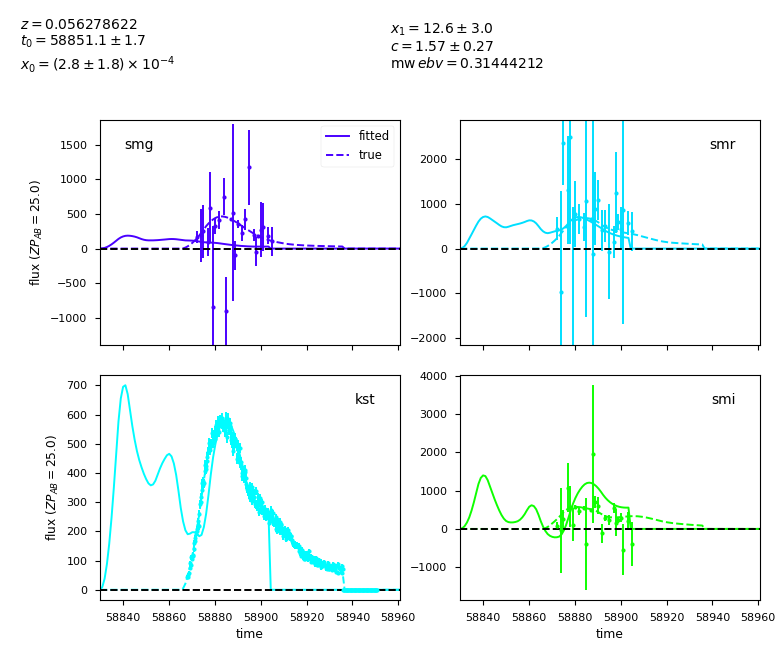 z = 0.056278622
t₀ = 58851.1 ± 1.7
x₀ = (2.8 ± 1.8) × 10⁻⁴
x₁ = 12.6 ± 3.0
c = 1.57 ± 0.27
mw ebv = 0.31444212
smg
fitted
true
1500
1000
500
0
−500
−1000
flux (ZP_AB = 25.0)
smr
2000
1000
0
−1000
−2000
kst
700
600
500
400
300
200
100
0
flux (ZP_AB = 25.0)
58840 58860 58880 58900 58920 58940 58960
time
smi
4000
3000
2000
1000
0
−1000
58840 58860 58880 58900 58920 58940 58960
time